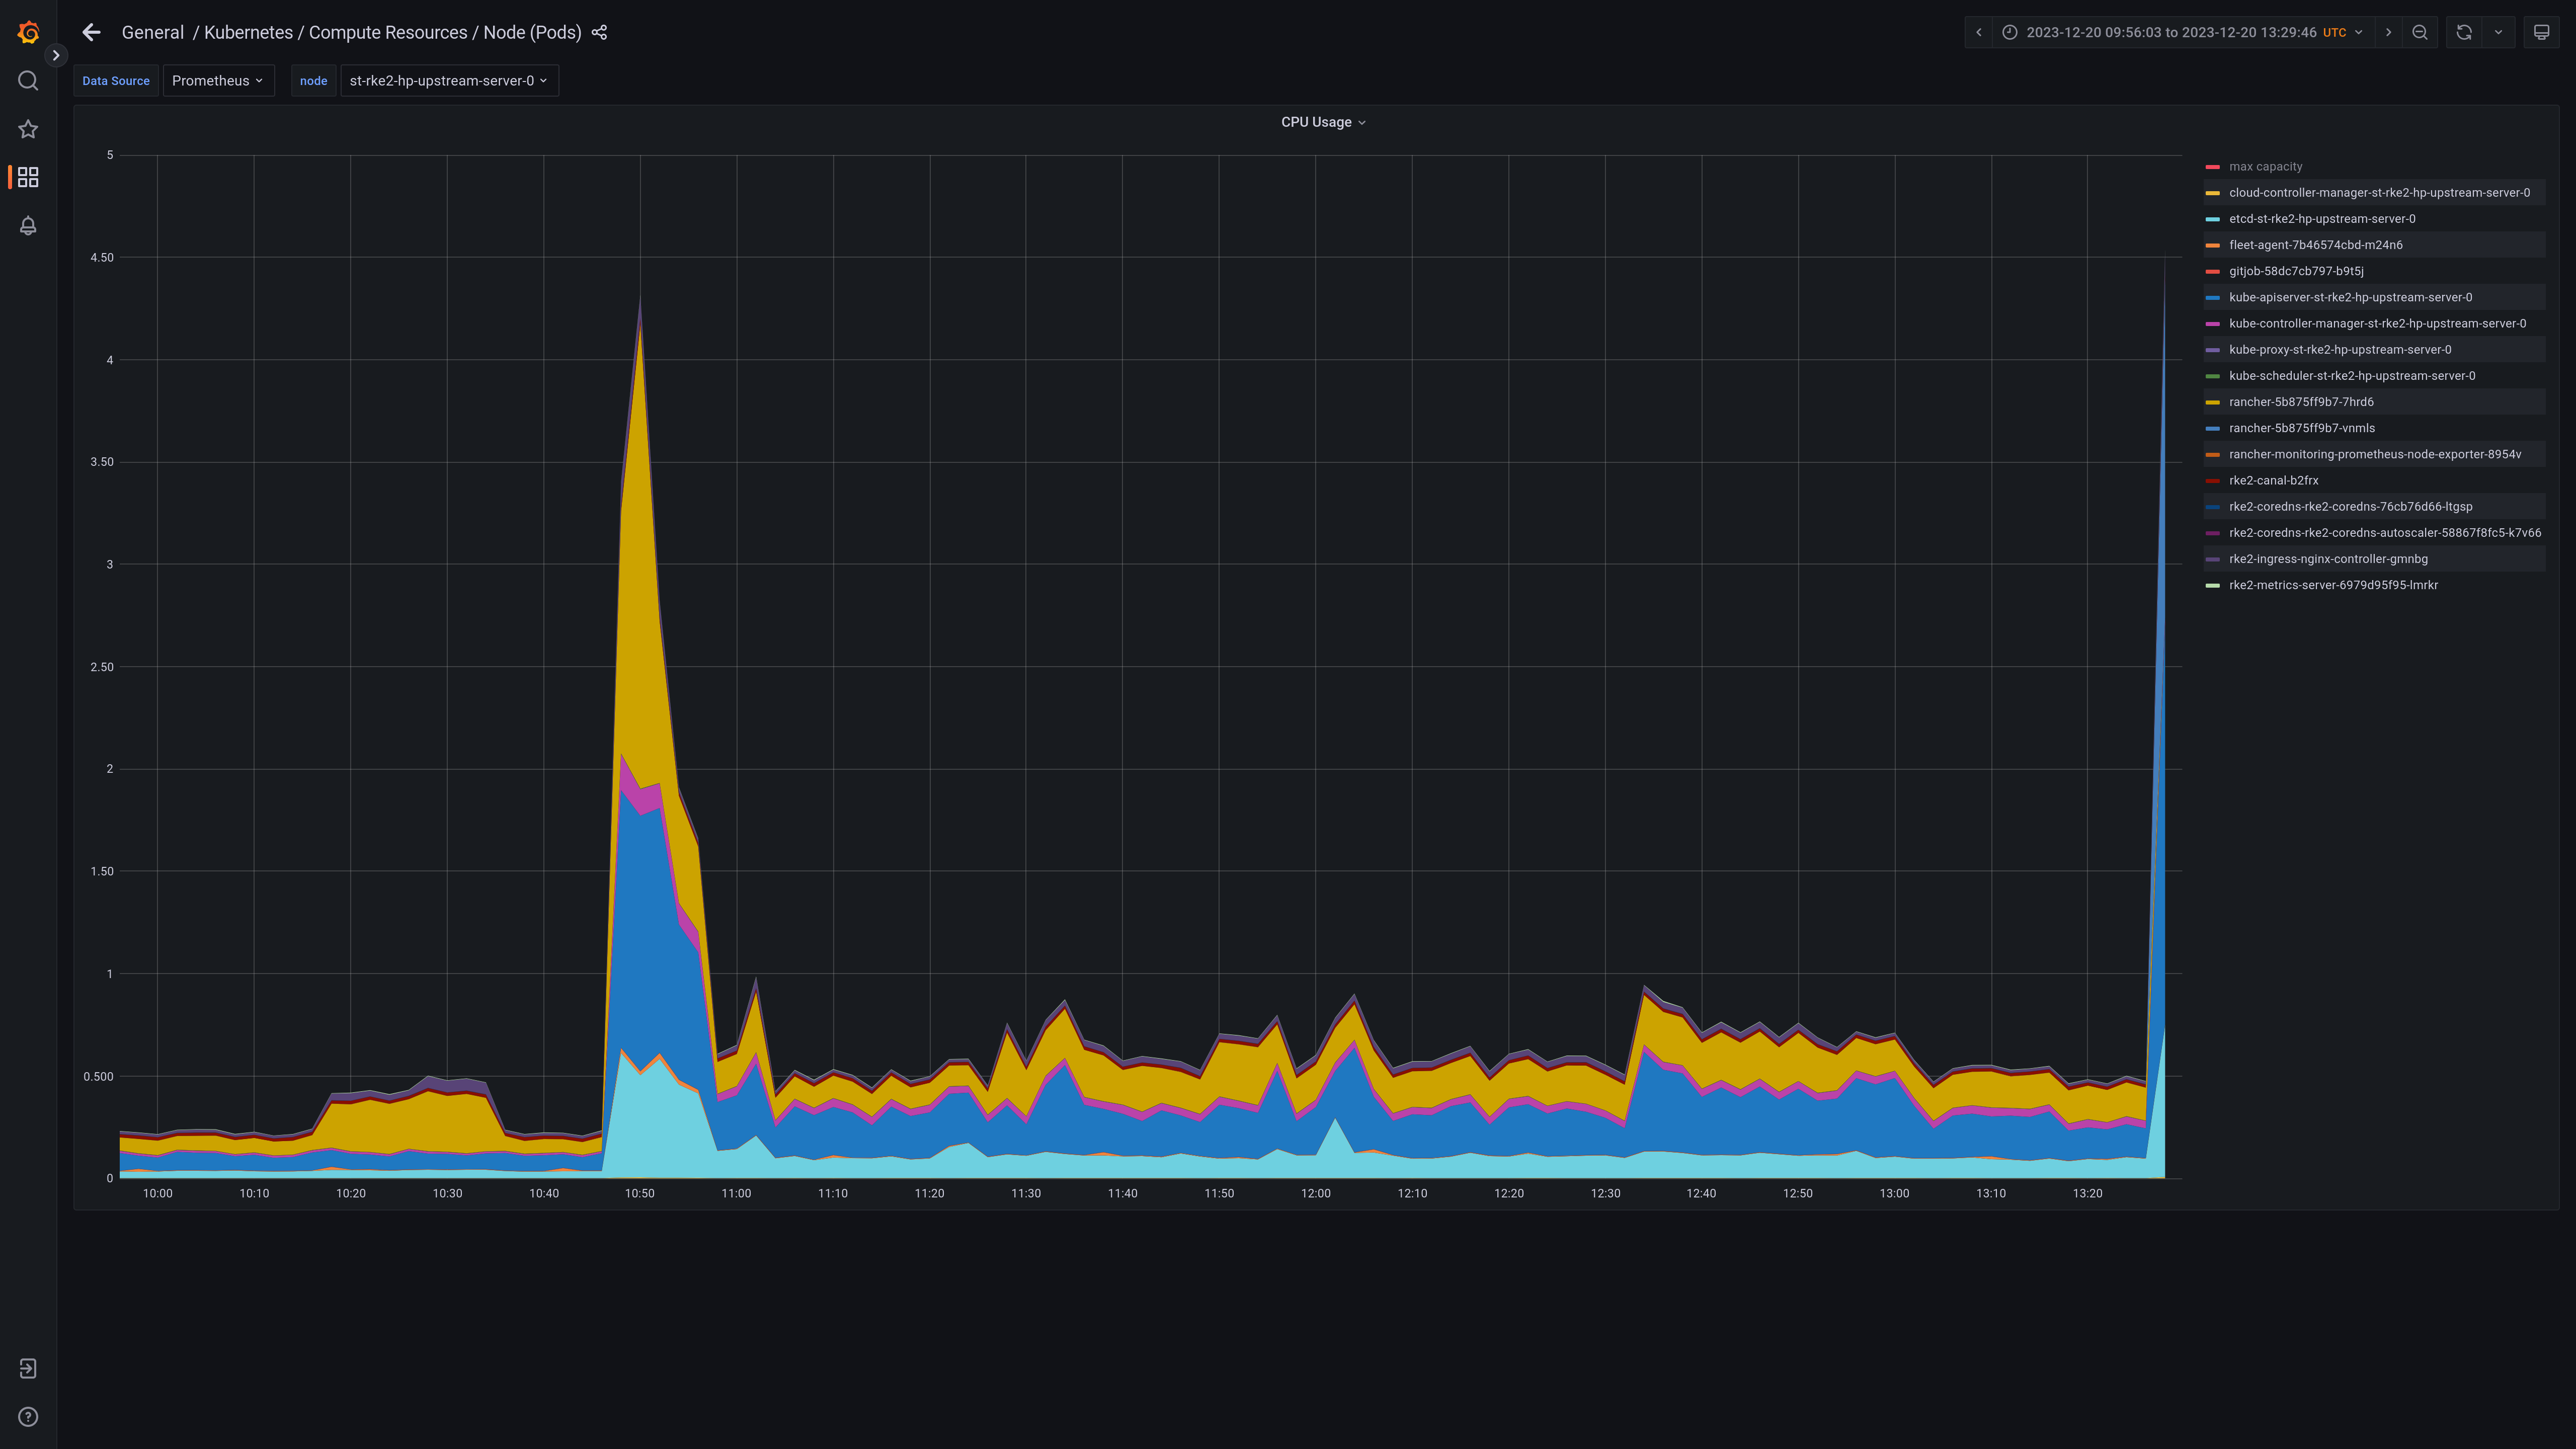 General / Kubernetes / Compute Resources / Node (Pods)
2023-12-20 09:56:03 to 2023-12-20 13:29:46 UTC
Data Source Prometheus node st-rke2-hp-upstream-server-0
CPU Usage
5
4.50
4
3.50
3
2.50
2
1.50
1
0.500
0
10:00 10:10 10:20 10:30 10:40 10:50 11:00 11:10 11:20 11:30 11:40 11:50 12:00 12:10 12:20 12:30 12:40 12:50 13:00 13:10 13:20
max capacity
cloud-controller-manager-st-rke2-hp-upstream-server-0
etcd-st-rke2-hp-upstream-server-0
fleet-agent-7b46574cbd-m24n6
gitjob-58dc7cb797-b9t5j
kube-apiserver-st-rke2-hp-upstream-server-0
kube-controller-manager-st-rke2-hp-upstream-server-0
kube-proxy-st-rke2-hp-upstream-server-0
kube-scheduler-st-rke2-hp-upstream-server-0
rancher-5b875ff9b7-7hrd6
rancher-5b875ff9b7-vnmls
rancher-monitoring-prometheus-node-exporter-8954v
rke2-canal-b2frx
rke2-coredns-rke2-coredns-76cb76d66-ltgsp
rke2-coredns-rke2-coredns-autoscaler-58867f8fc5-k7v66
rke2-ingress-nginx-controller-gmnbg
rke2-metrics-server-6979d95f95-lmrkr